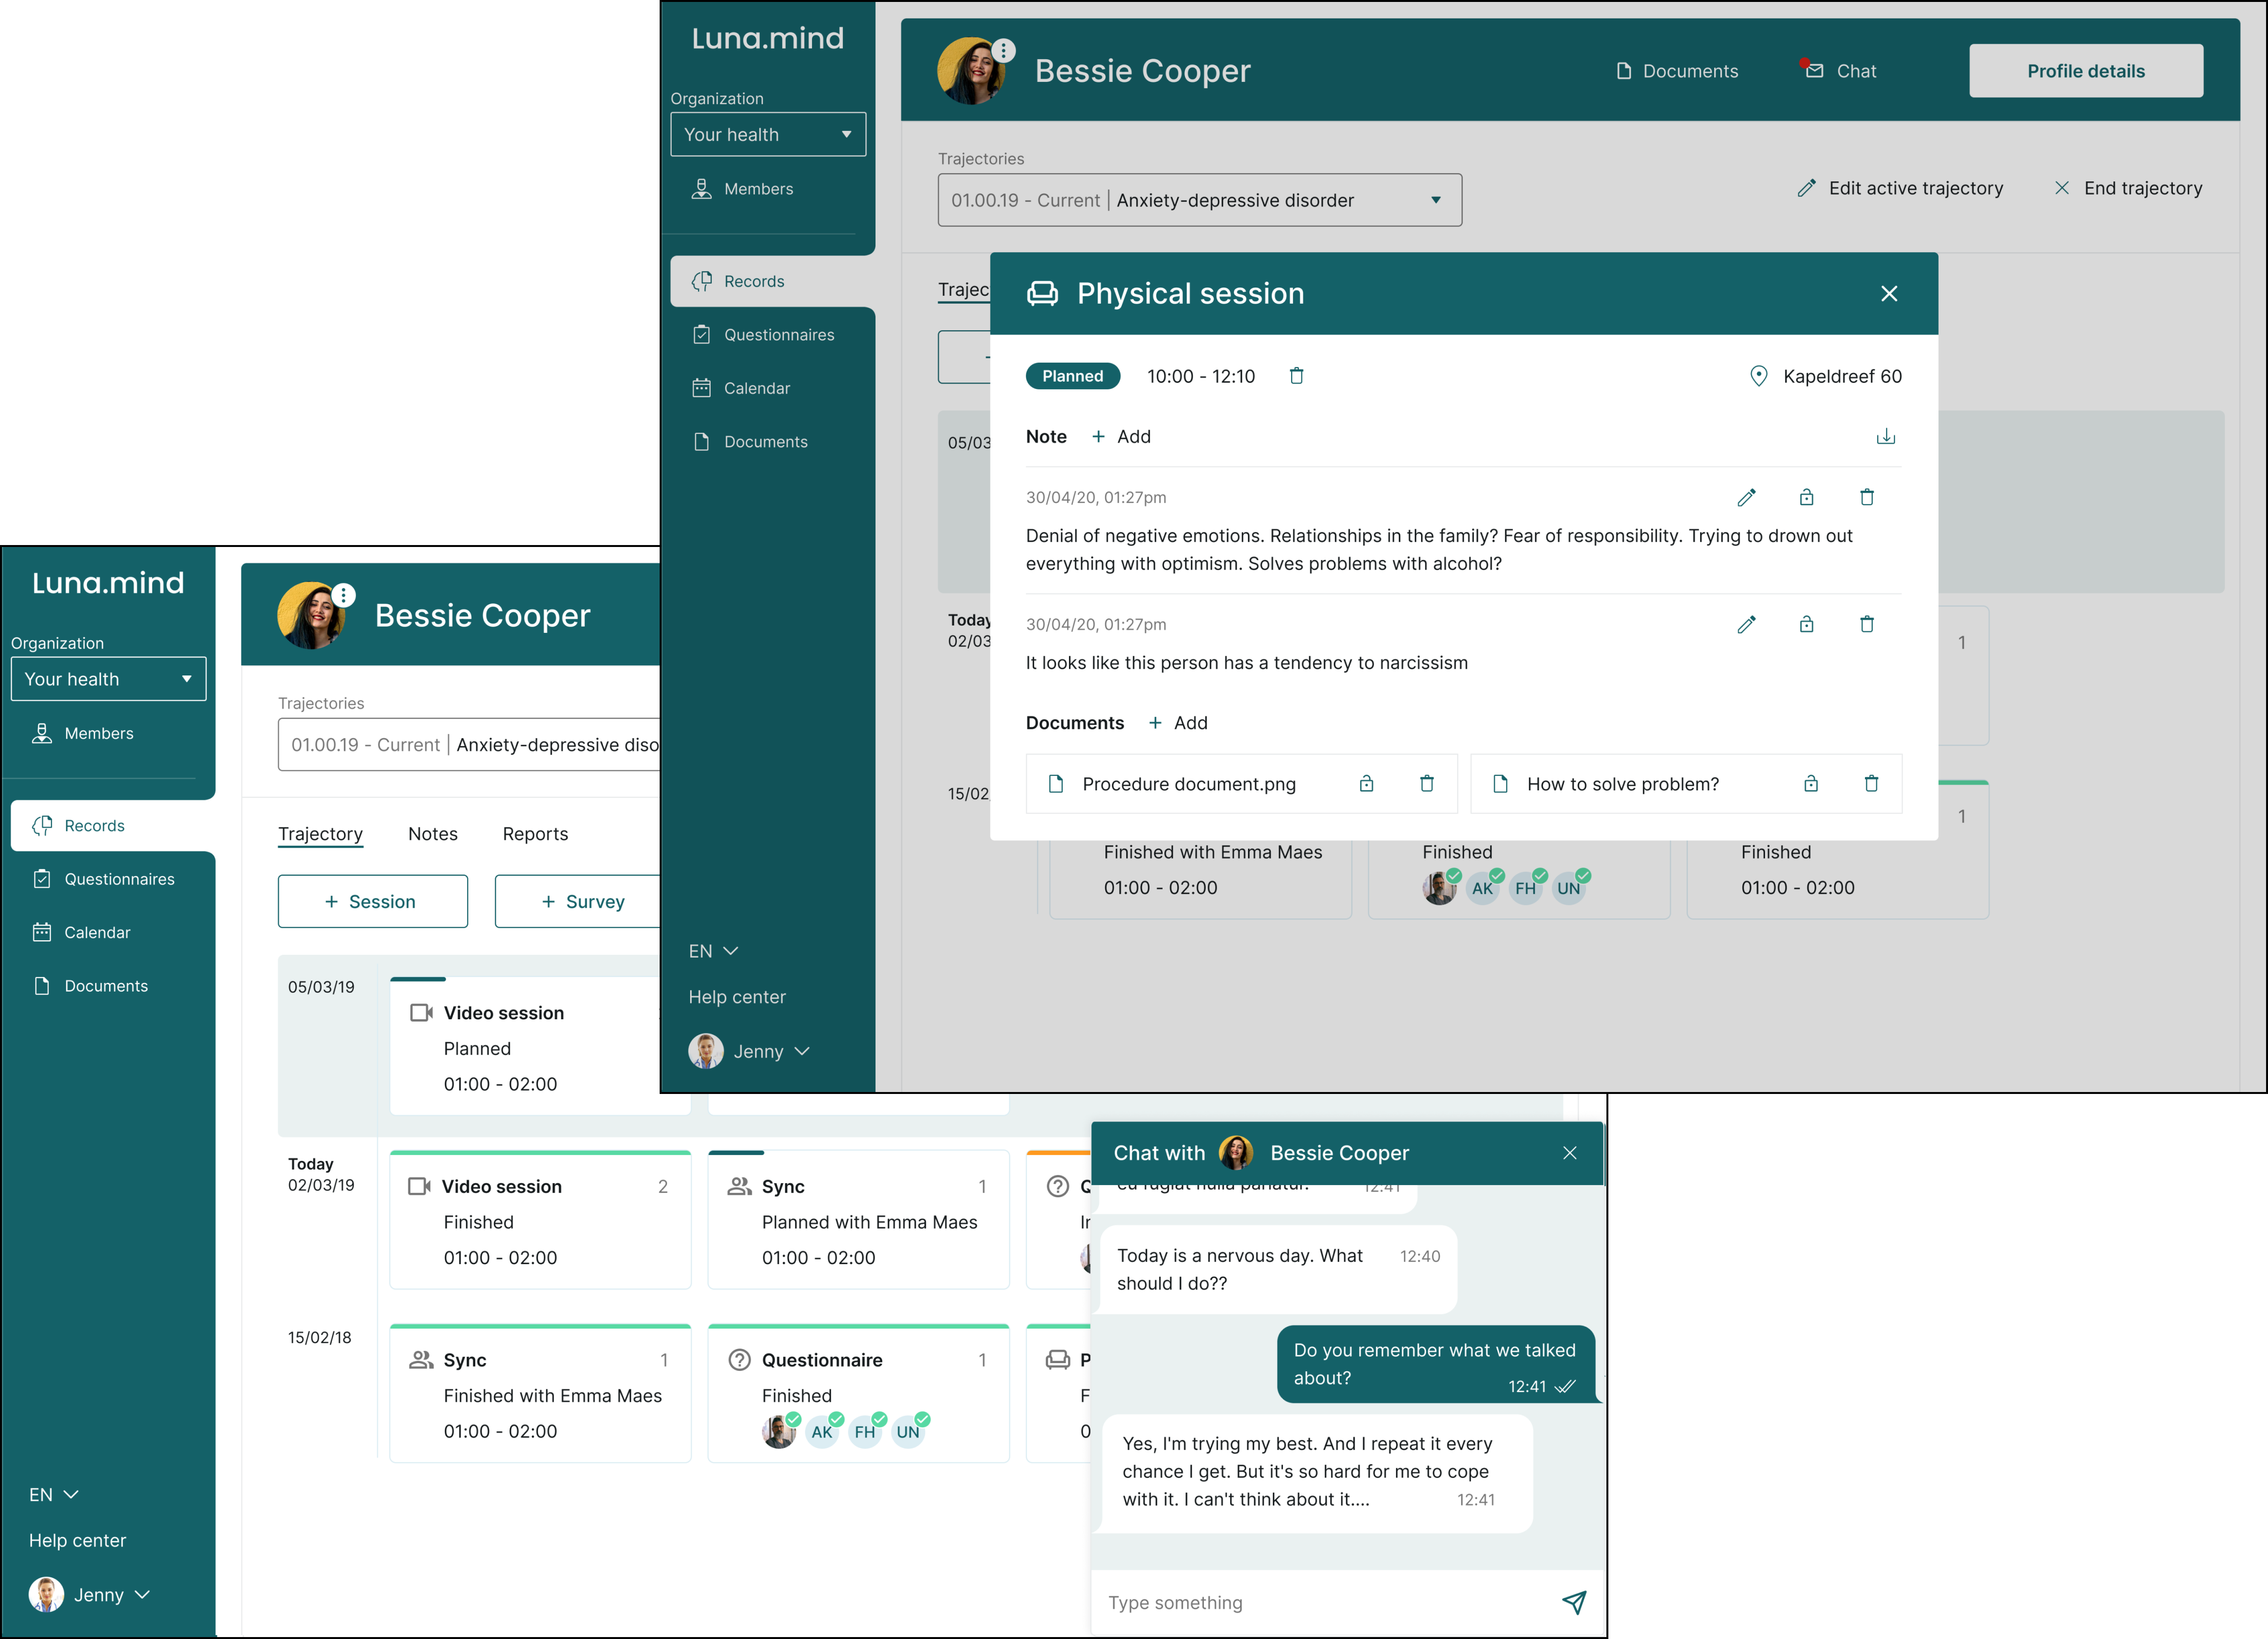 Luna.mind
Organization
Your health
Members
Records
Questionnaires
Calendar
Documents
EN
Help center
Jenny
Bessie Cooper
Documents
Chat
Profile details
Trajectories
01.00.19 - Current | Anxiety-depressive disorder
Edit active trajectory
End trajectory
Physical session
Planned
10:00 - 12:10
Kapeldreef 60
Note
+ Add
30/04/20, 01:27pm
Denial of negative emotions. Relationships in the family? Fear of responsibility. Trying to drown out
everything with optimism. Solves problems with alcohol?
30/04/20, 01:27pm
It looks like this person has a tendency to narcissism
Documents
+ Add
Procedure document.png
How to solve problem?
Trajec
05/03
Today
02/03
1
15/02
1
Finished with Emma Maes
01:00 - 02:00
Finished
AK
FH
UN
Finished
01:00 - 02:00
Luna.mind
Organization
Your health
Members
Records
Questionnaires
Calendar
Documents
EN
Help center
Jenny
Bessie Cooper
Trajectories
01.00.19 - Current | Anxiety-depressive diso
Trajectory
Notes
Reports
+ Session
+ Survey
05/03/19
Video session
Planned
01:00 - 02:00
Today
02/03/19
Video session
2
Finished
01:00 - 02:00
Sync
1
Planned with Emma Maes
01:00 - 02:00
15/02/18
Sync
1
Finished with Emma Maes
01:00 - 02:00
Questionnaire
1
Finished
AK
FH
UN
Chat with
Bessie Cooper
eu fugiat nulla pariatur.
12:41
Today is a nervous day. What
should I do??
12:40
Do you remember what we talked
about?
12:41
Yes, I'm trying my best. And I repeat it every
chance I get. But it's so hard for me to cope
with it. I can't think about it....
12:41
Type something